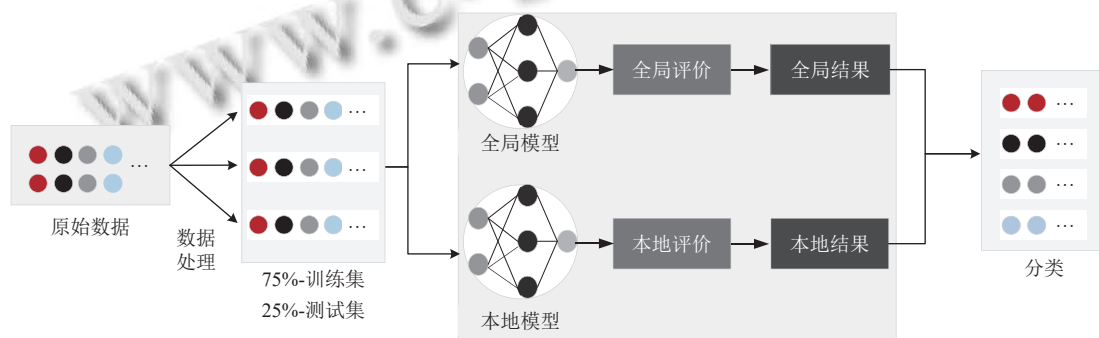 www.c
原始数据
数据
处理
75%-训练集
25%-测试集
全局模型
全局评价
全局结果
本地模型
本地评价
本地结果
分类